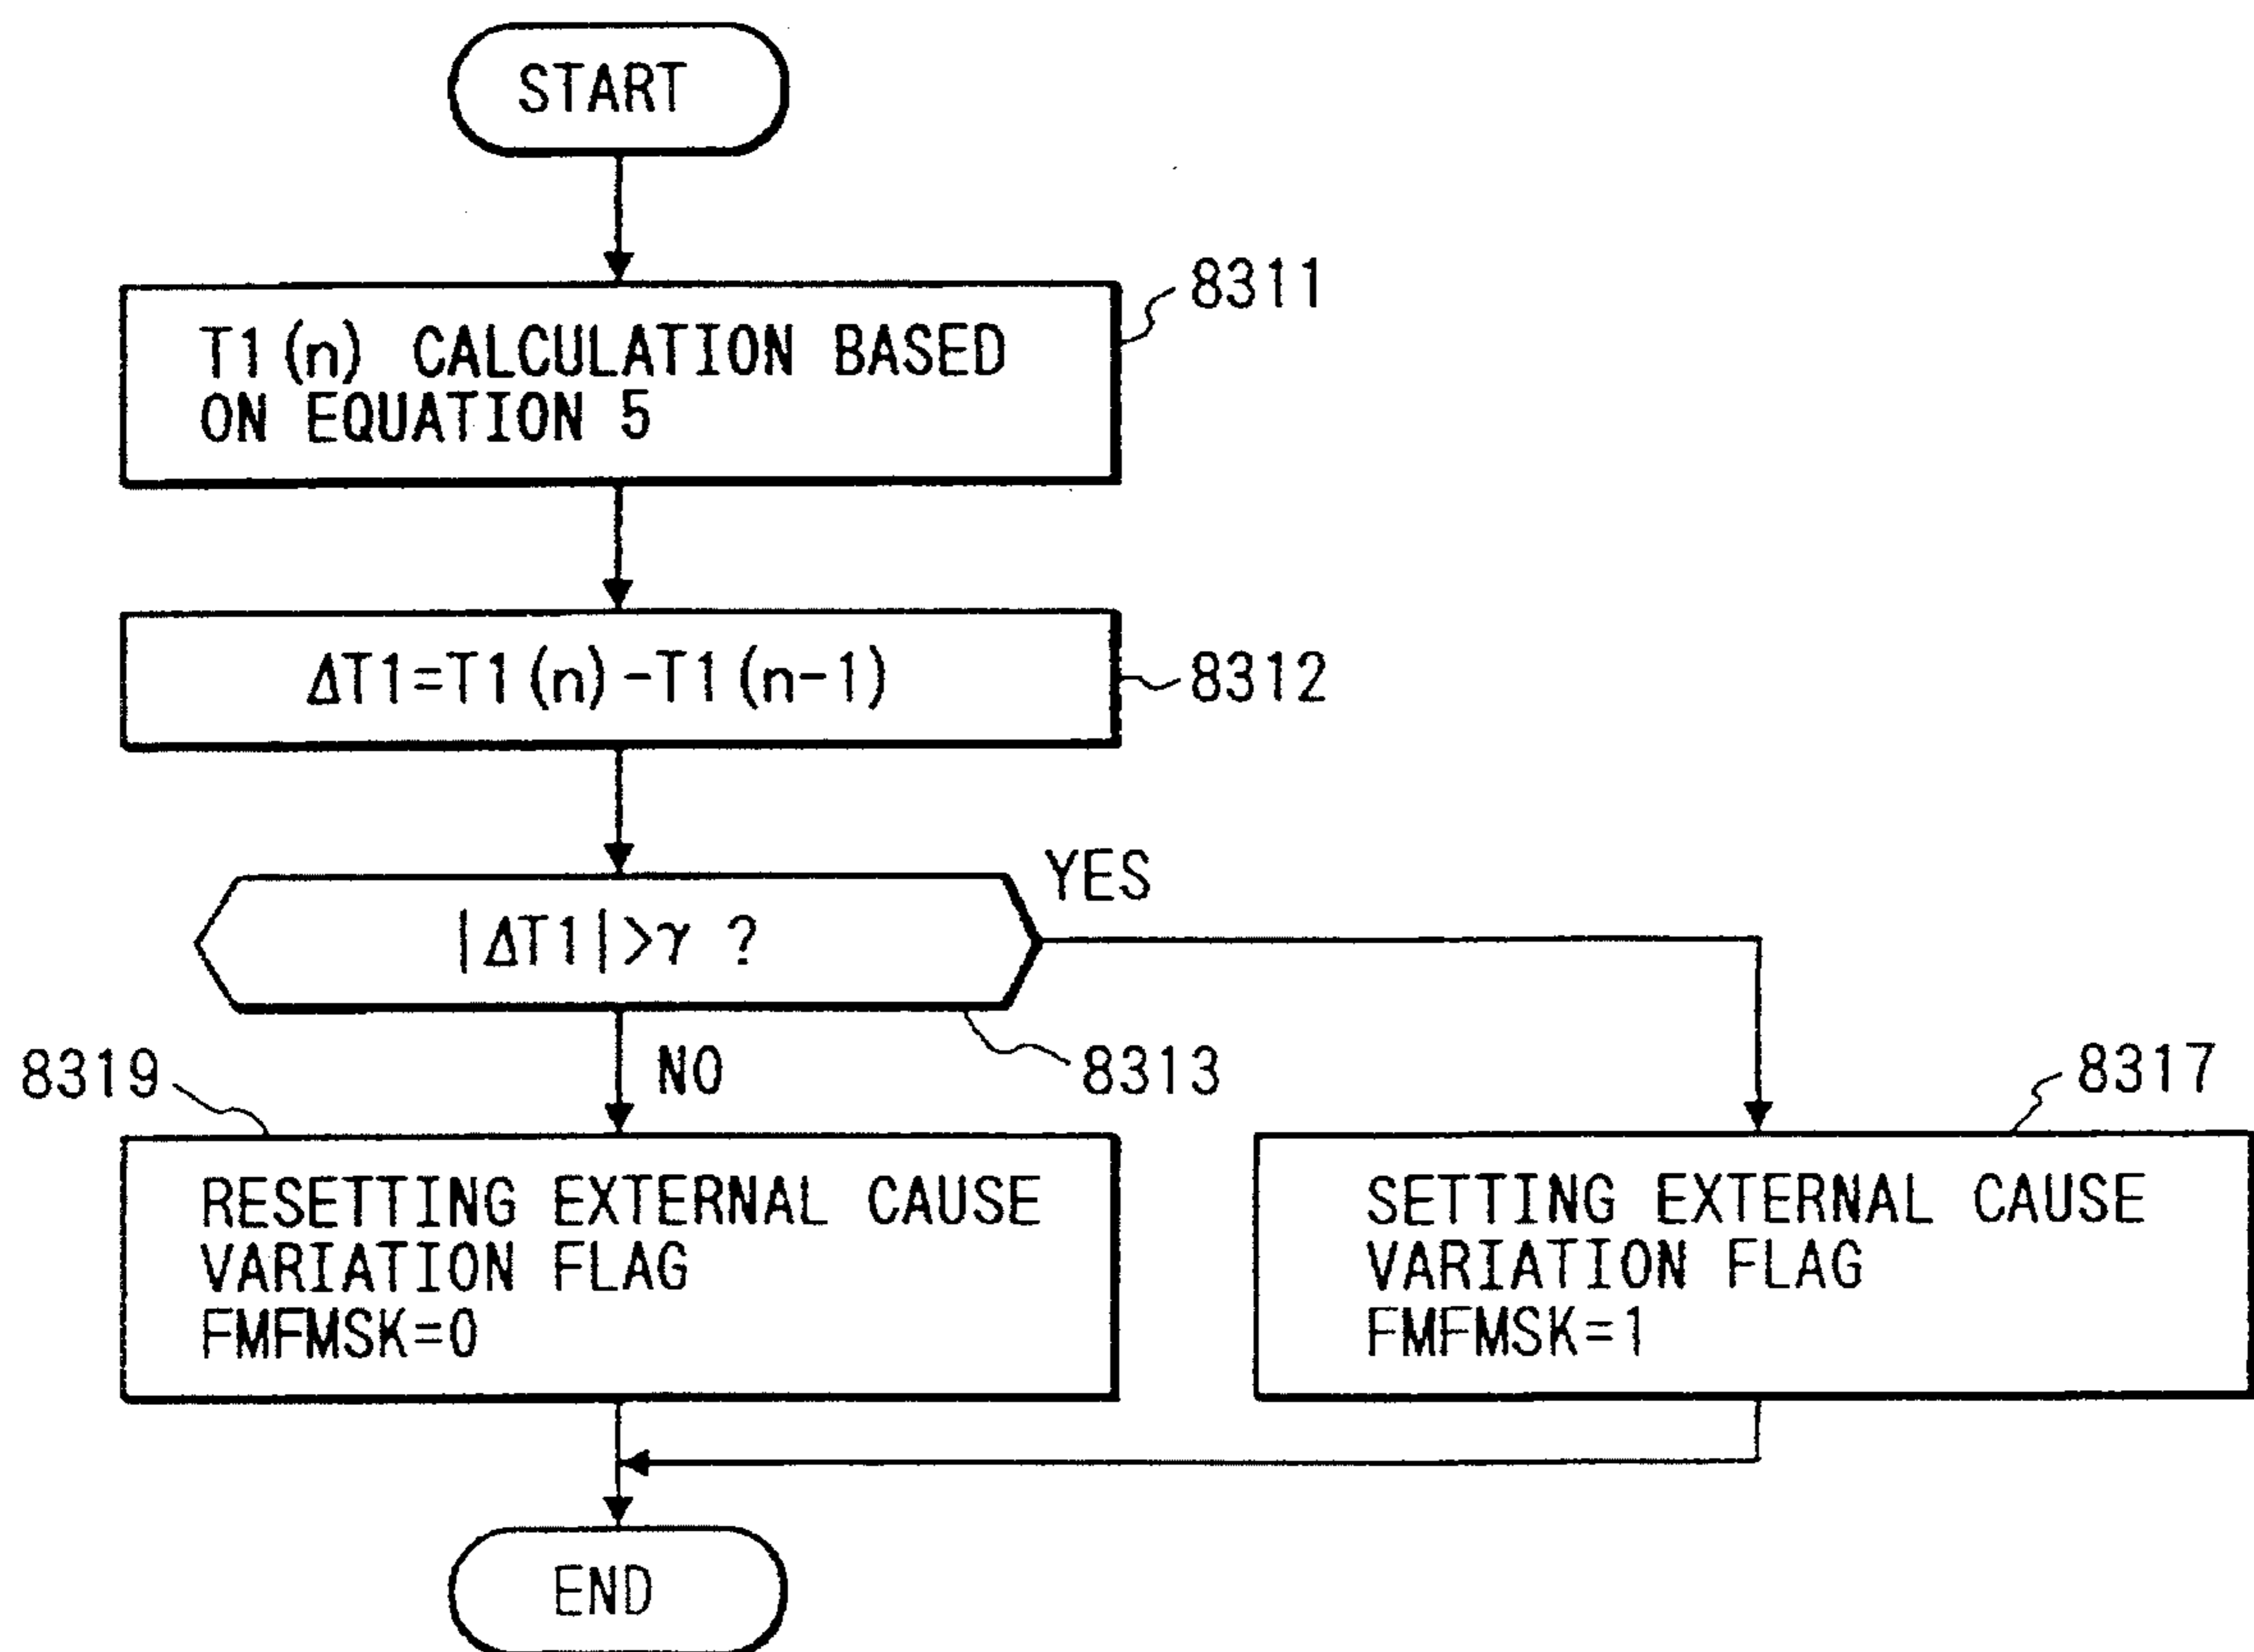 START
8311
T1(n) CALCULATION BASED
ON EQUATION 5
ΔT1=T1(n)-T1(n-1)
8312
YES
|ΔT1|>γ ?
8319
NO
8313
8317
RESETTING EXTERNAL CAUSE
VARIATION FLAG
FMFMSK=0
SETTING EXTERNAL CAUSE
VARIATION FLAG
FMFMSK=1
END